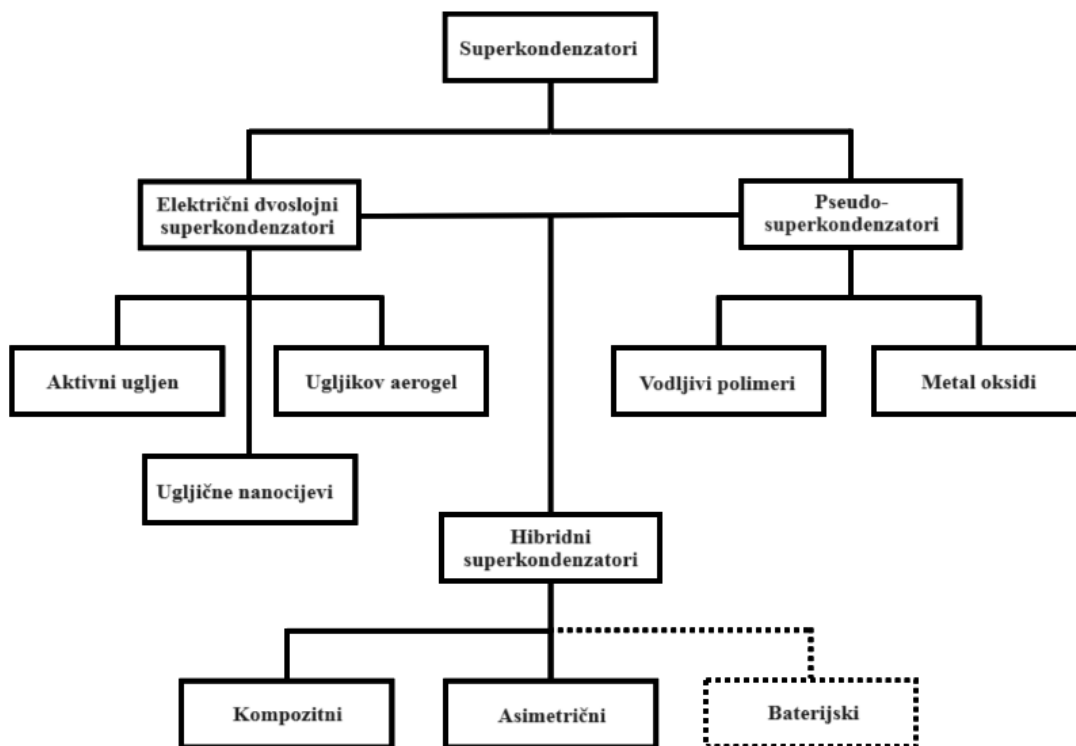 Superkondenzatori
Električni dvoslojni
superkondenzatori
Pseudo-
superkondenzatori
Aktivni ugljen
Ugljikov aerogel
Vodljivi polimeri
Metal oksidi
Ugljične nanocijevi
Hibridni
superkondenzatori
Kompozitni
Asimetrični
Baterijski